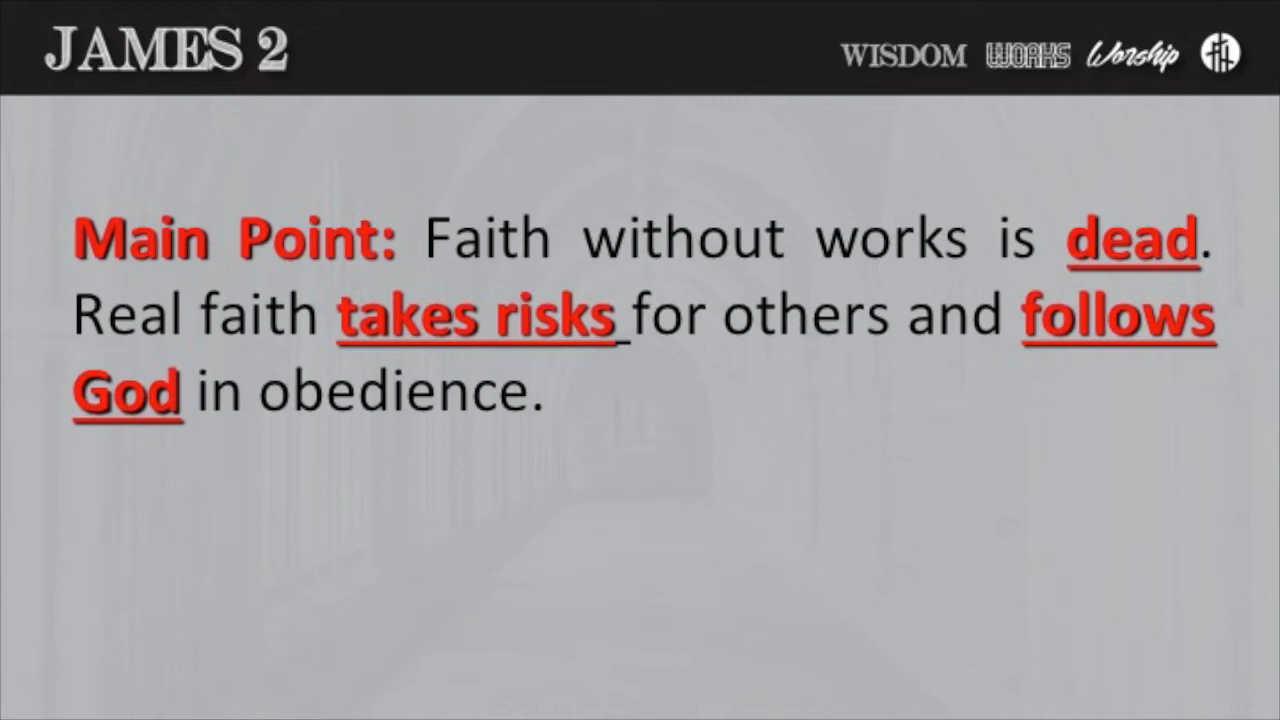 JAMES 2
WISDOM WORKS Worship
Main Point: Faith without works is dead.
Real faith takes risks for others and follows
God in obedience.